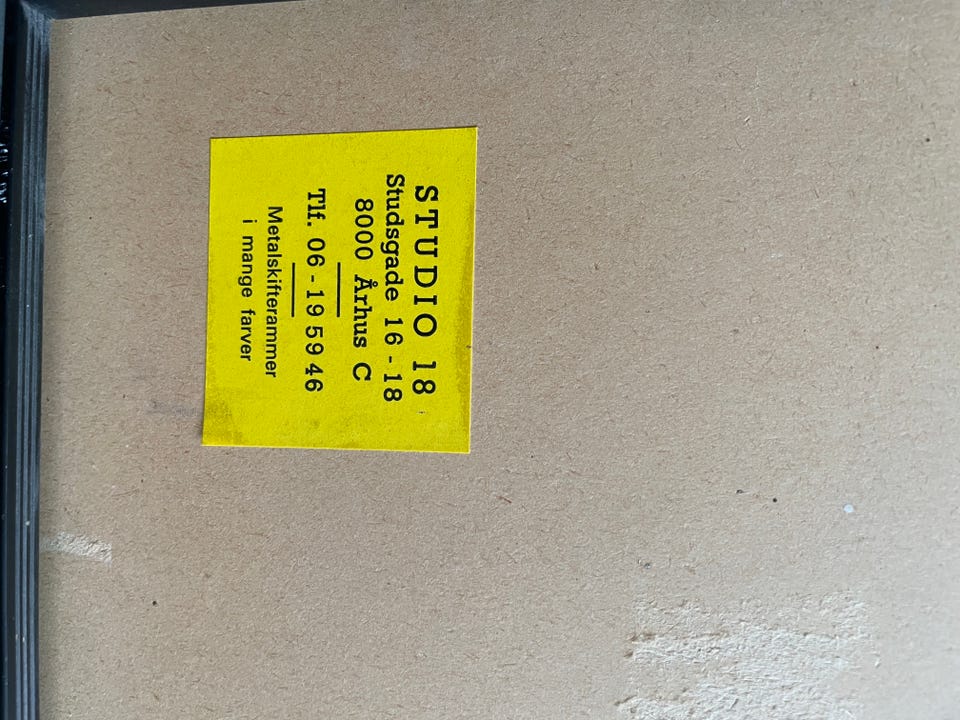 STUDIO 18
Studsgade 16 - 18
8000 Århus C
Tlf. 06 - 19 59 46
Metalskifterammer
i mange farver